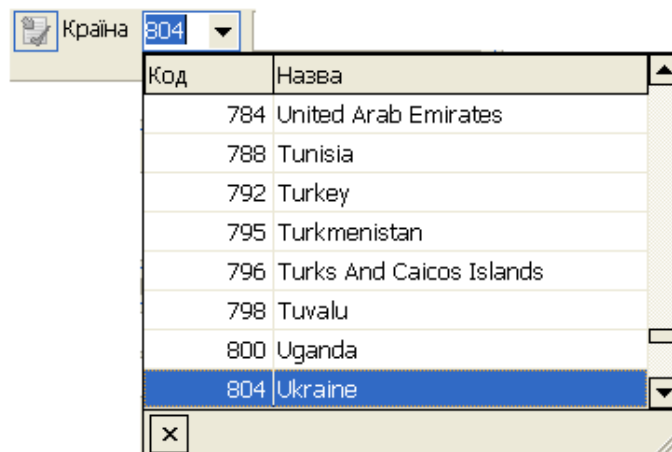 Країна 804
Код Назва
784 United Arab Emirates
788 Tunisia
792 Turkey
795 Turkmenistan
796 Turks And Caicos Islands
798 Tuvalu
800 Uganda
804 Ukraine